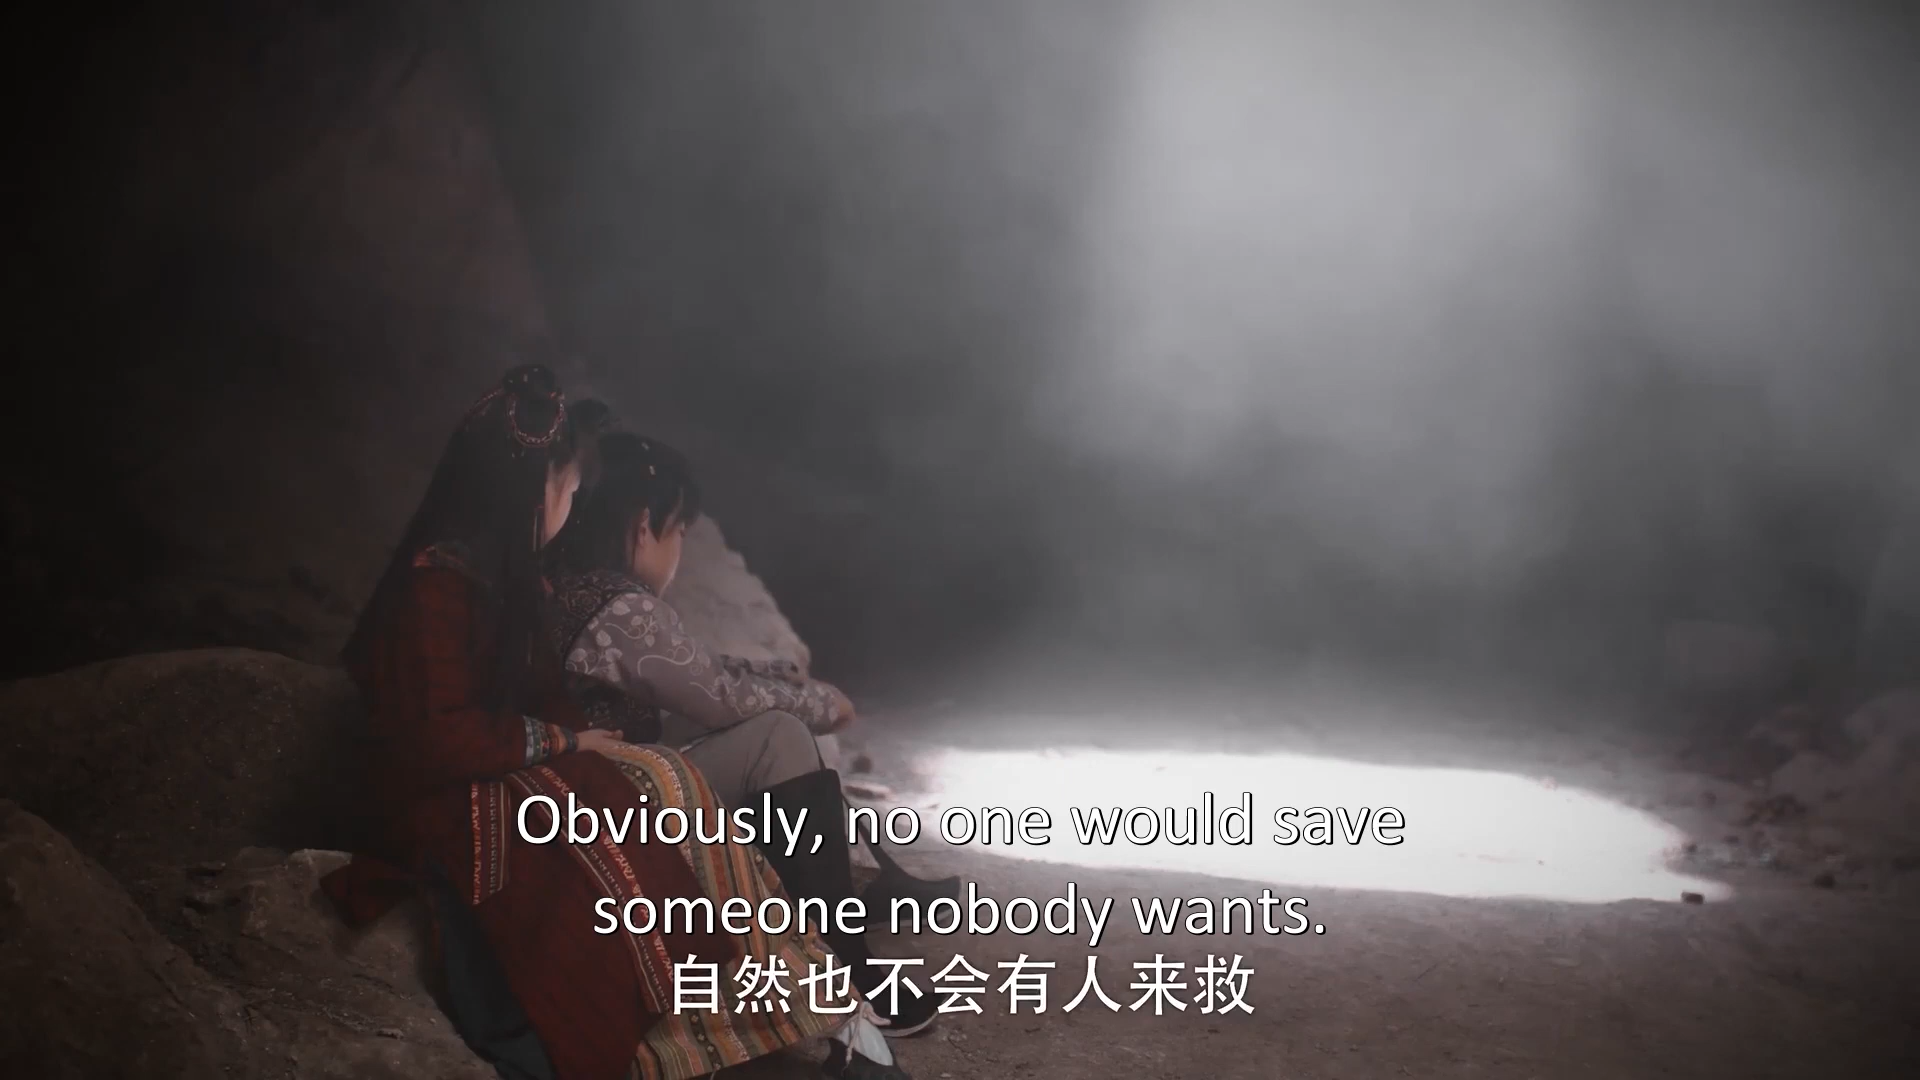 Obviously, no one would save
someone nobody wants.
自然也不会有人来救